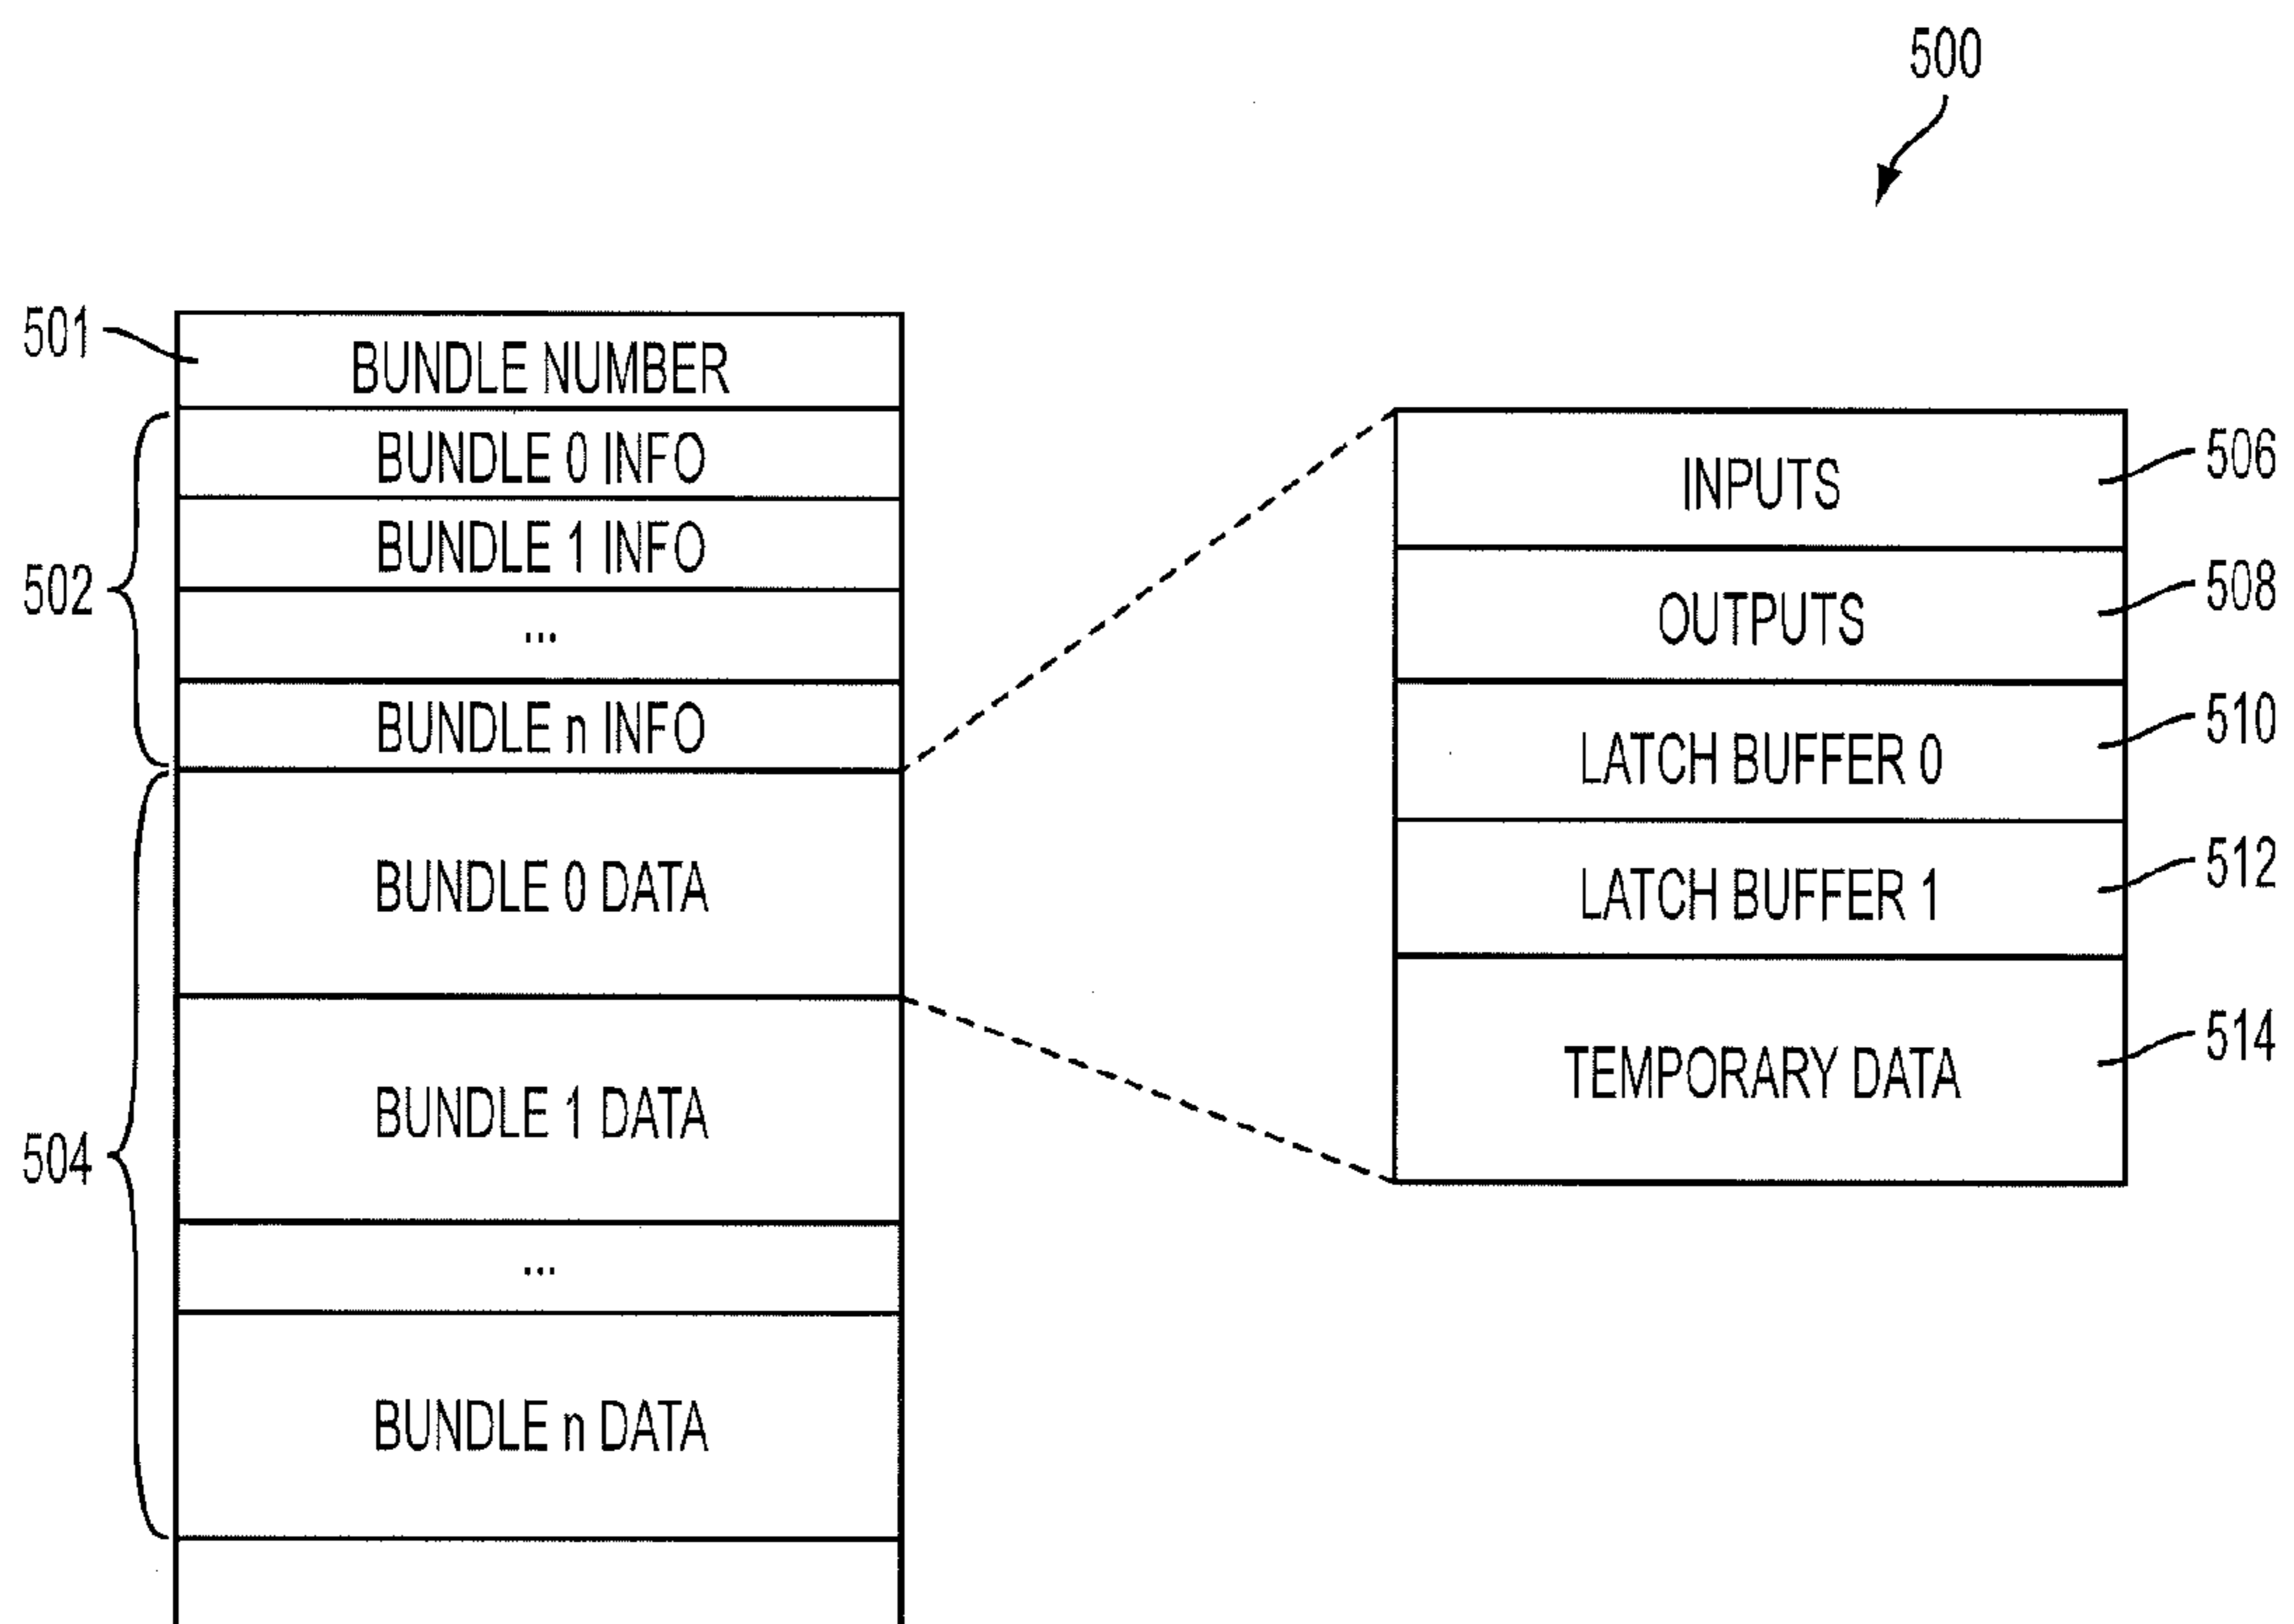 500
501
BUNDLE NUMBER
502
BUNDLE 0 INFO
BUNDLE 1 INFO
...
BUNDLE n INFO
504
BUNDLE 0 DATA
BUNDLE 1 DATA
...
BUNDLE n DATA
INPUTS
506
OUTPUTS
508
LATCH BUFFER 0
510
LATCH BUFFER 1
512
TEMPORARY DATA
514